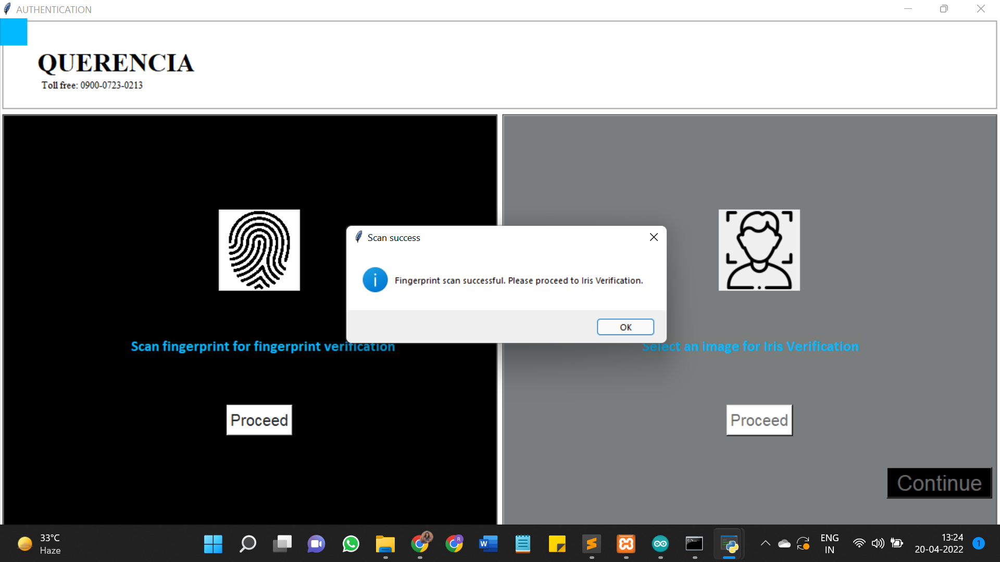 AUTHENTICATION
QUERENCIA
Toll free: 0900-0723-0213
Scan success
Fingerprint scan successful. Please proceed to Iris Verification.
OK
Scan fingerprint for fingerprint verification
Select an image for Iris Verification
Proceed
Proceed
Continue
33°C
Haze
ENG
IN
13:24
20-04-2022
1